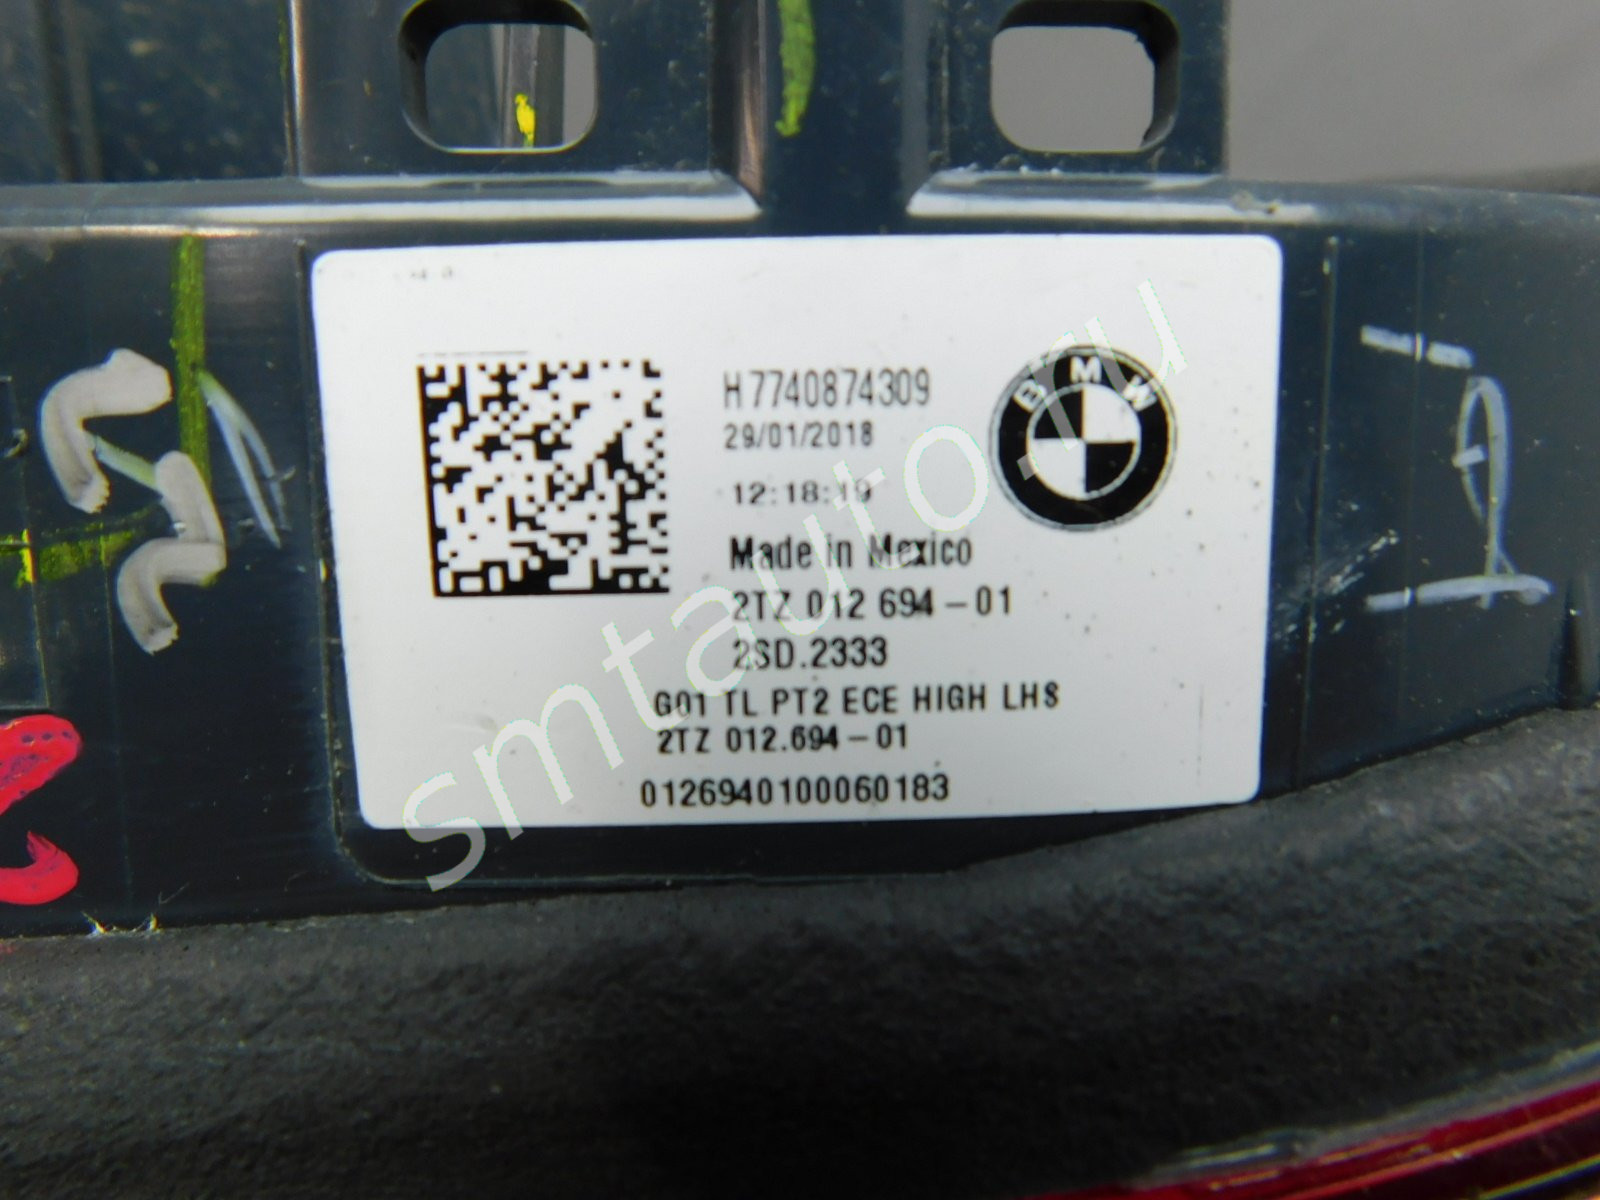 H7740874309
29/01/2018
BMW
12:18:19
Made in Mexico
2TZ 012 694-01
2SD.2333
G01 TL PT2 ECE HIGH LHS
2TZ 012.694-01
0126940100060183
smtauto.ru